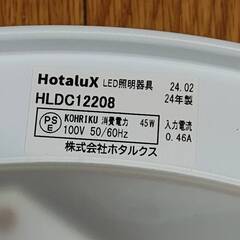 HotaluX LED照明器具 24.02
HLDC12208 24年製
PSE KOHRIKU 消費電力 45W 入力電流
100V 50/60Hz 0.46A
株式会社ホタルクス